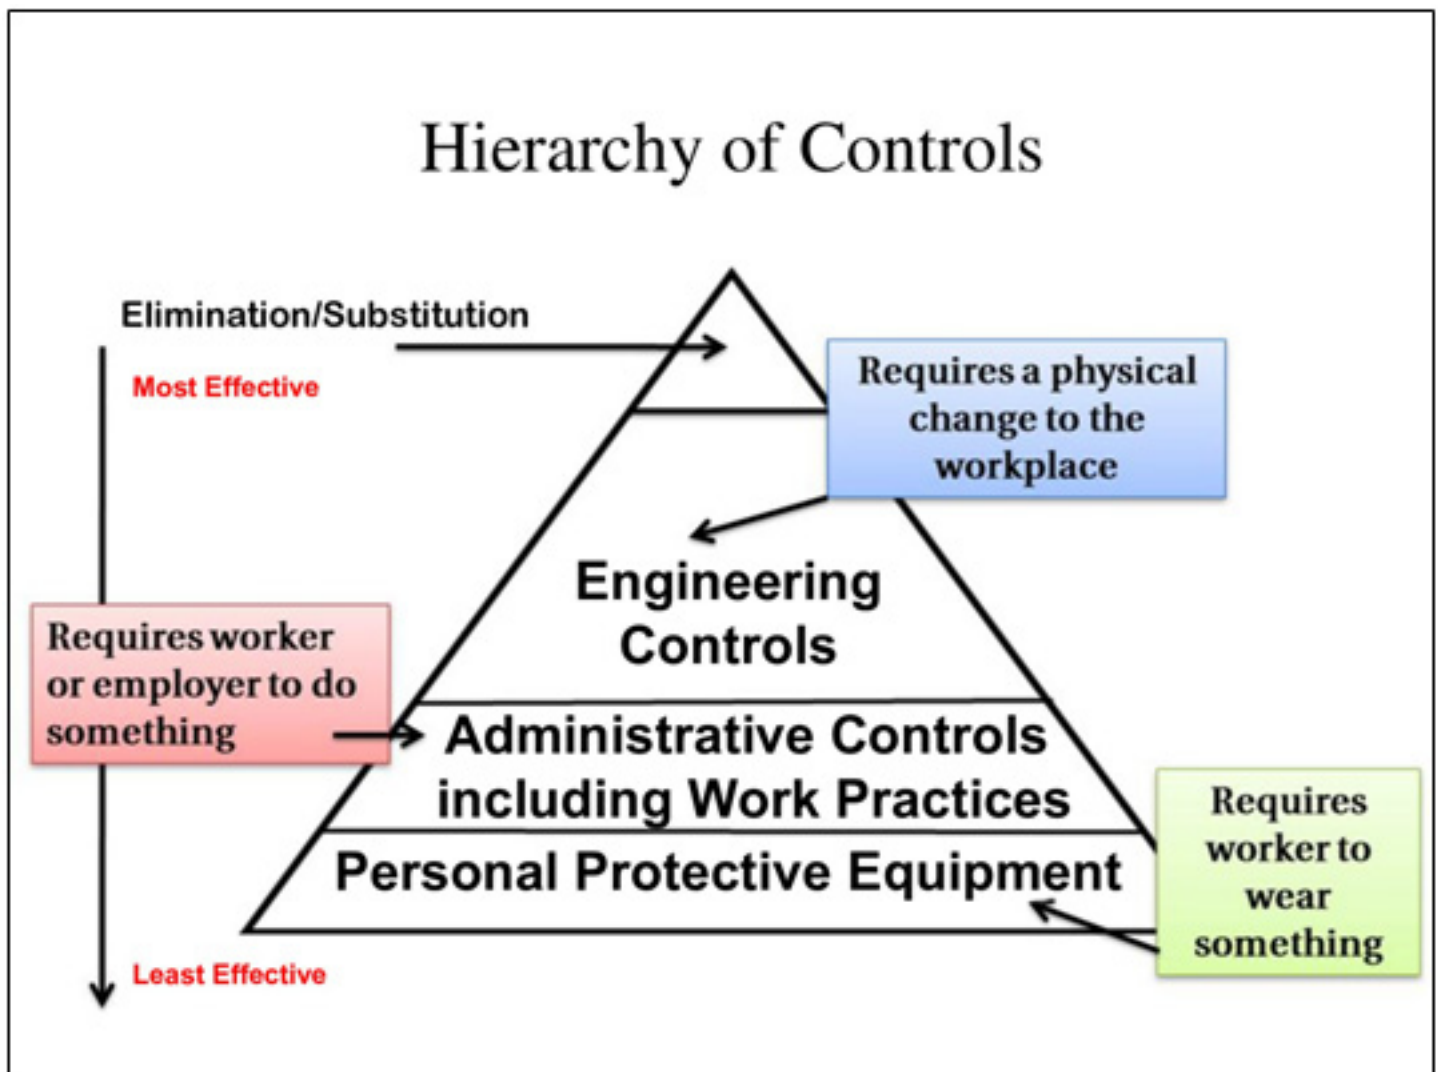 Hierarchy of Controls
Elimination/Substitution
Most Effective
Requires a physical
change to the
workplace
Engineering
Controls
Requires worker
or employer to do
something
Administrative Controls
including Work Practices
Personal Protective Equipment
Requires
worker to
wear
something
Least Effective